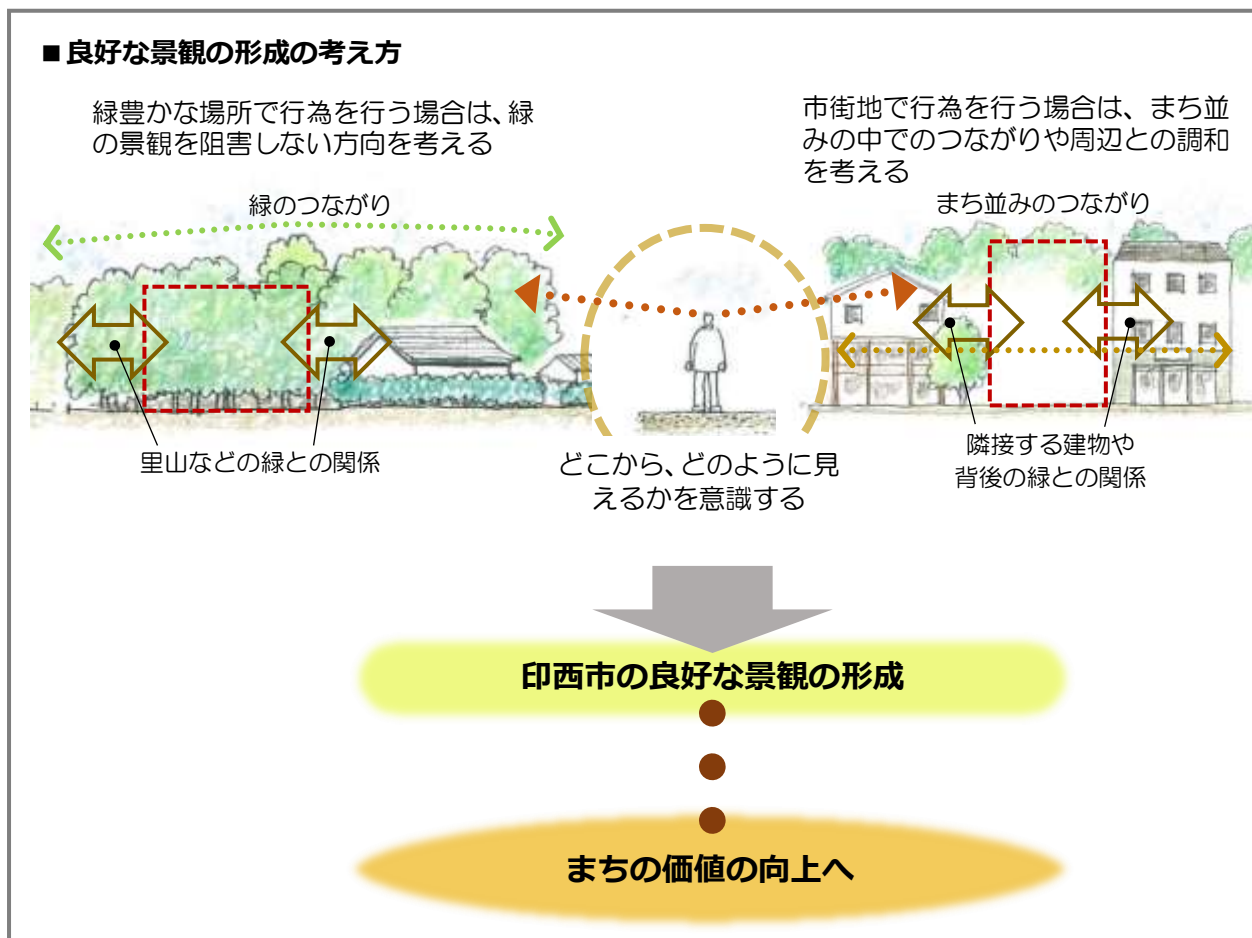 ■ 良好な景観の形成の考え方
緑豊かな場所で行為を行う場合は、緑
の景観を阻害しない方向を考える
市街地で行為を行う場合は、まち並
みの中でのつながりや周辺との調和
を考える
緑のつながり
まち並みのつながり
里山などの緑との関係
どこから、どのように見
えるかを意識する
隣接する建物や
背後の緑との関係
印西市の良好な景観の形成
まちの価値の向上へ